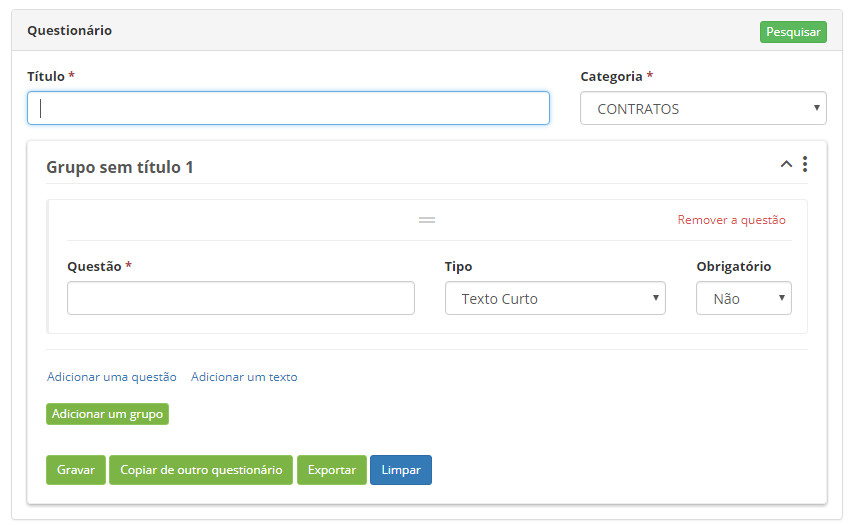 Questionário Pesquisar
Título * Categoria *
CONTRATOS
Grupo sem título 1
Remover a questão
Questão * Tipo Obrigatório
Texto Curto Não
Adicionar uma questão Adicionar um texto
Adicionar um grupo
Gravar Copiar de outro questionário Exportar Limpar